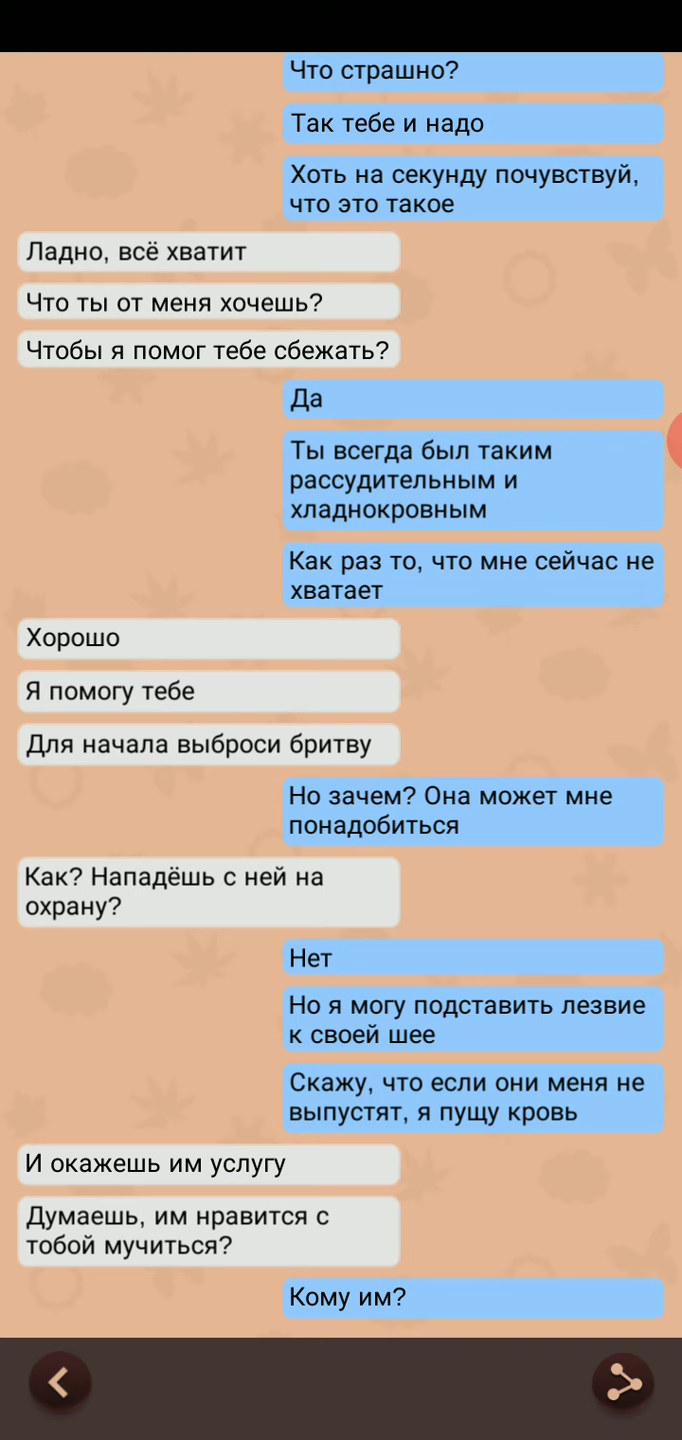 Что страшно?
Так тебе и надо
Хоть на секунду почувствуй,
что это такое
Ладно, всё хватит
Что ты от меня хочешь?
Чтобы я помог тебе сбежать?
Да
Ты всегда был таким
рассудительным и
хладнокровным
Как раз то, что мне сейчас не
хватает
Хорошо
Я помогу тебе
Для начала выброси бритву
Но зачем? Она может мне
понадобиться
Как? Нападёшь с ней на
охрану?
Нет
Но я могу подставить лезвие
к своей шее
Скажу, что если они меня не
выпустят, я пущу кровь
И окажешь им услугу
Думаешь, им нравится с
тобой мучиться?
Кому им?